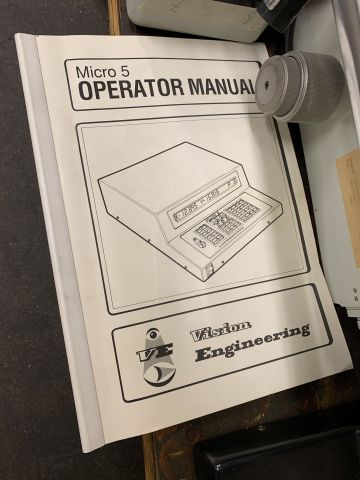 Micro 5
OPERATOR MANUAL
VE
Vision
Engineering